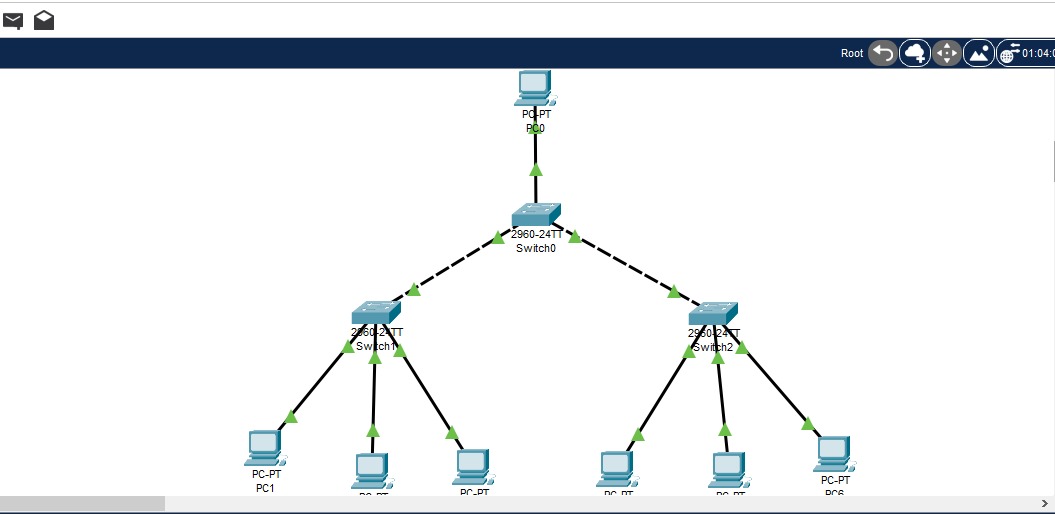 Root
01:04:0
PC-PT
PC0
2960-24TT
Switch0
2960-24TT
Switch1
2960-24TT
Switch2
PC-PT
PC1
PC-PT
PC-PT
PC-PT
PC-PT
PC-PT
PC6